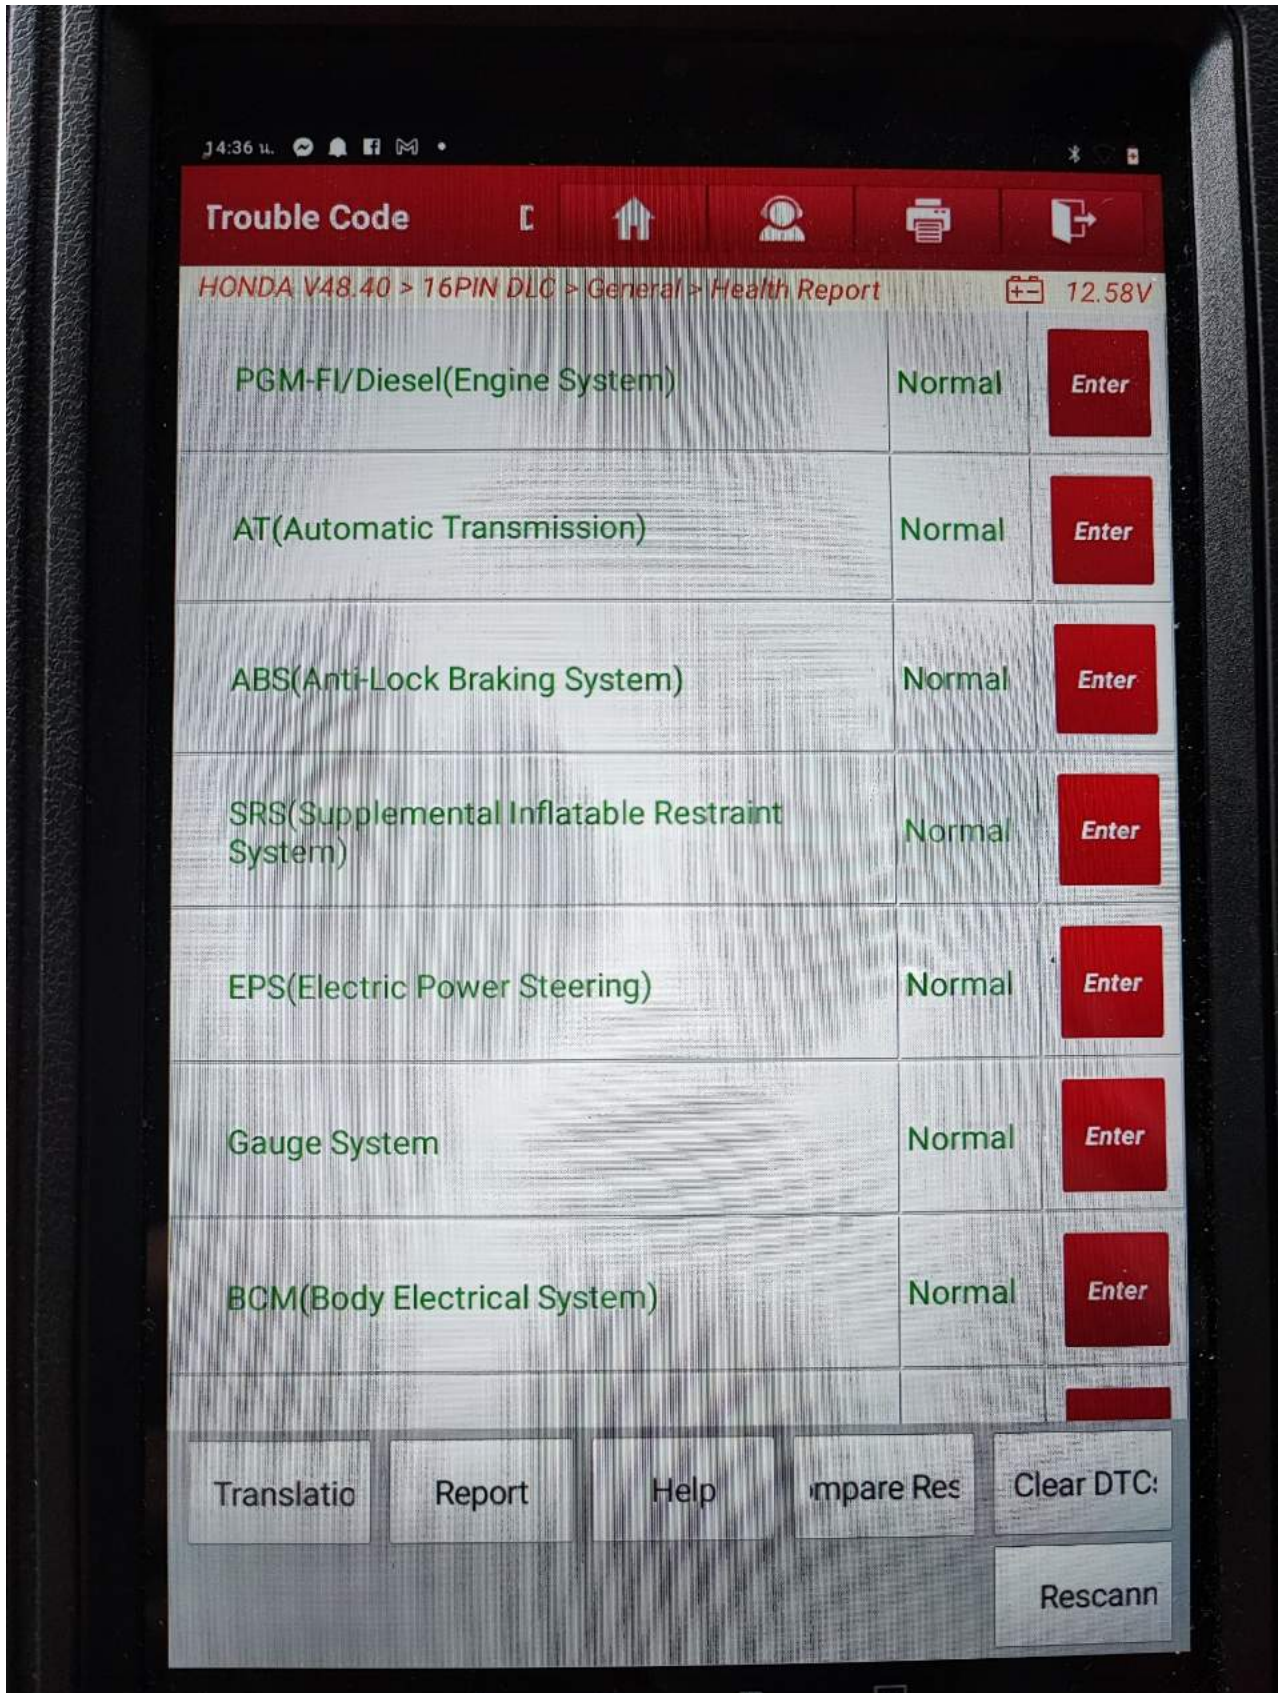 14:36 น.
Trouble Code
HONDA V48.40 > 16PIN DLC > General > Health Report
12.58V
PGM-FI/Diesel(Engine System)
Normal
Enter
AT(Automatic Transmission)
Normal
Enter
ABS(Anti-Lock Braking System)
Normal
Enter
SRS(Supplemental Inflatable Restraint
System)
Normal
Enter
EPS(Electric Power Steering)
Normal
Enter
Gauge System
Normal
Enter
BCM(Body Electrical System)
Normal
Enter
Translatio
Report
Help
mpare Res
Clear DTC
Rescann